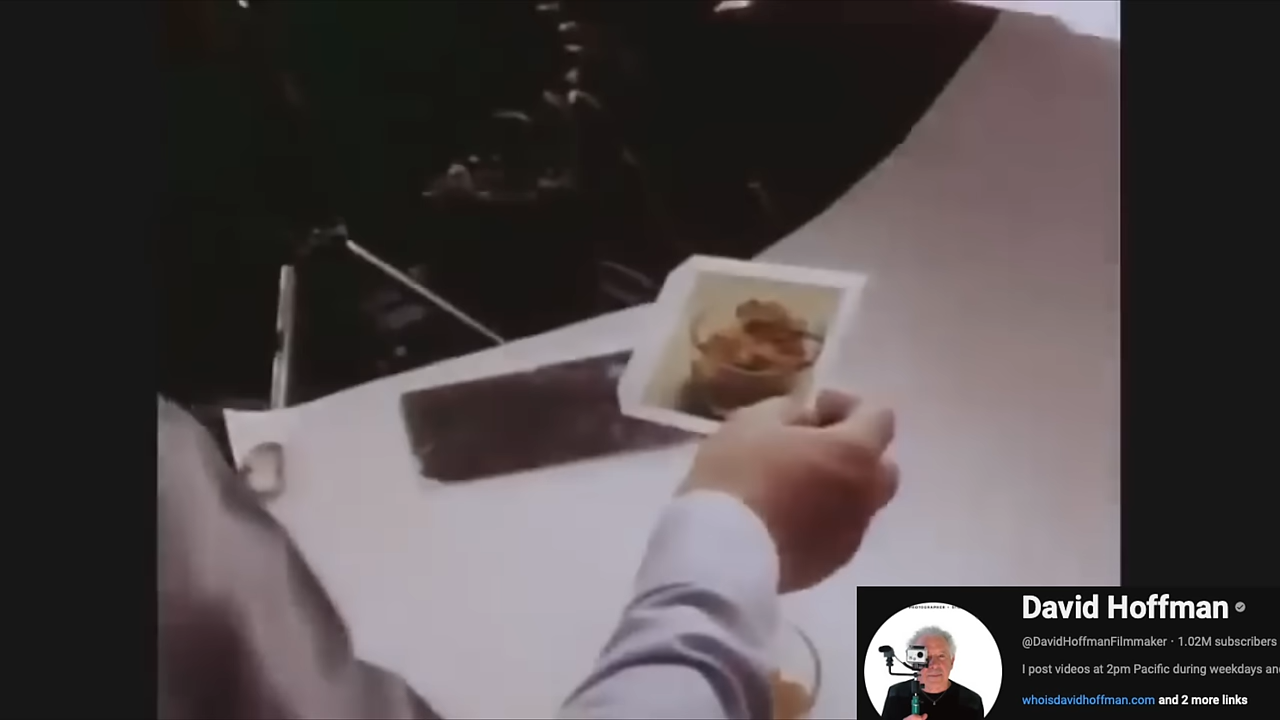 David Hoffman
@DavidHoffmanFilmmaker · 1.02M subscribers
I post videos at 2pm Pacific during weekdays
whoisdavidhoffman.com and 2 more links